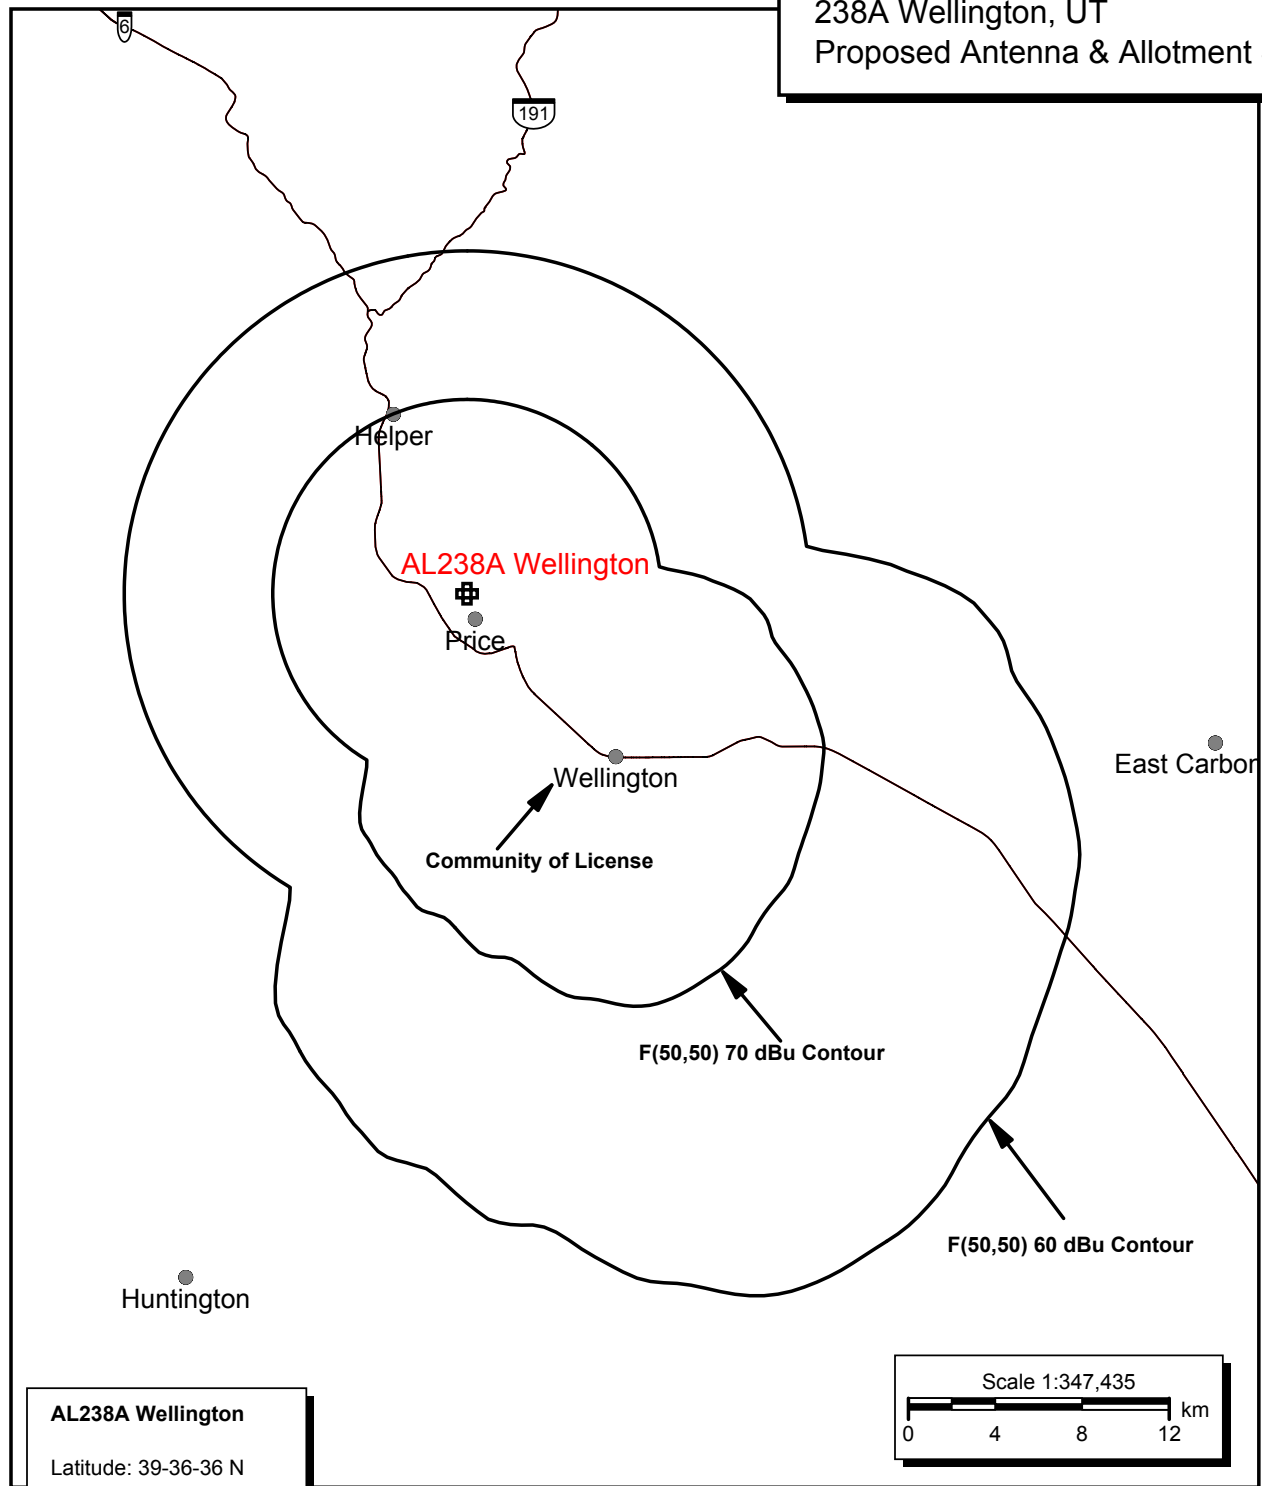 238A Wellington, UT
Proposed Antenna & Allotment
6
191
Helper
AL238A Wellington
Price
Wellington
East Carbon
Community of License
F(50,50) 70 dBu Contour
F(50,50) 60 dBu Contour
Huntington
Scale 1:347,435
km
0 4 8 12
AL238A Wellington
Latitude: 39-36-36 N